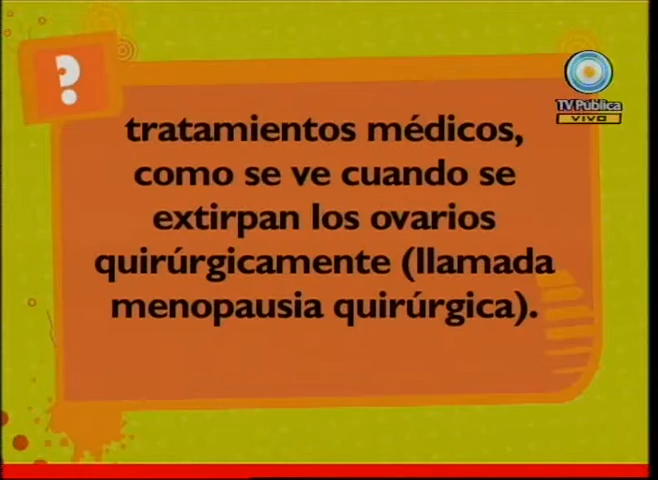 ?
TV Pública
VIVO
tratamientos médicos,
como se ve cuando se
extirpan los ovarios
quirúrgicamente (llamada
menopausia quirúrgica).